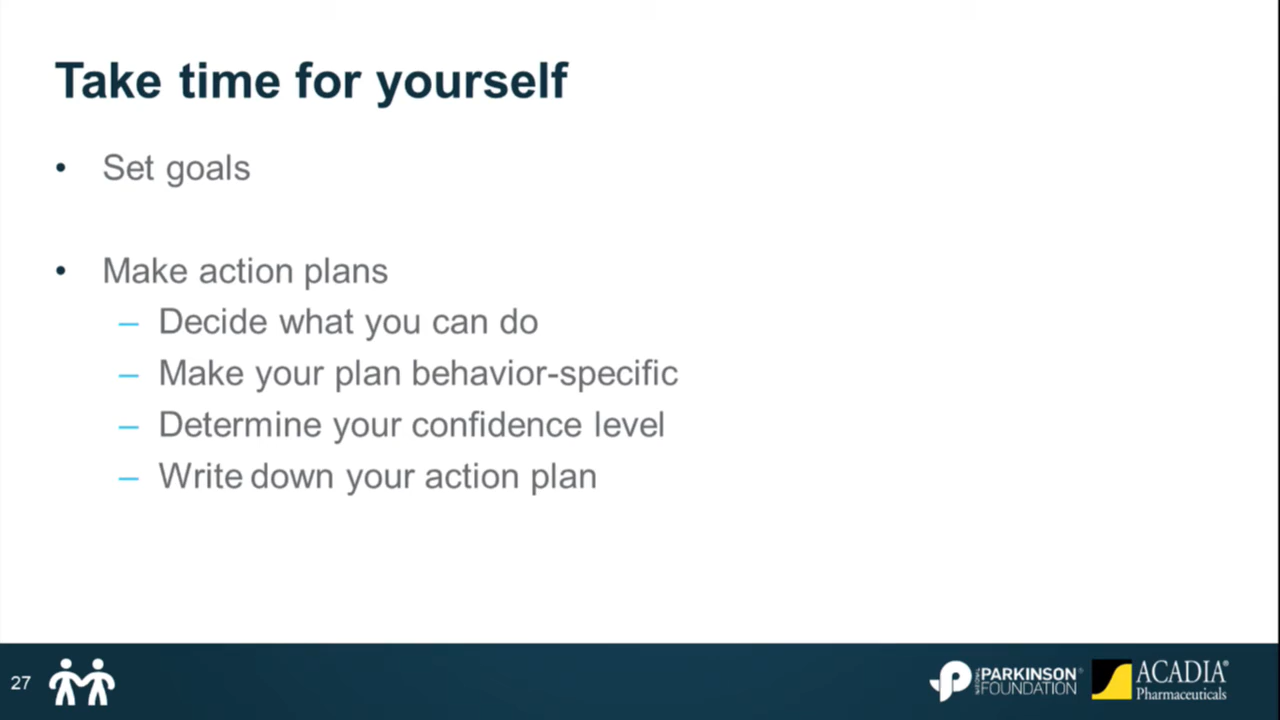 Take time for yourself
• Set goals
• Make action plans
– Decide what you can do
– Make your plan behavior-specific
– Determine your confidence level
– Write down your action plan
27
NATIONAL PARKINSON® FOUNDATION
ACADIA®
Pharmaceuticals